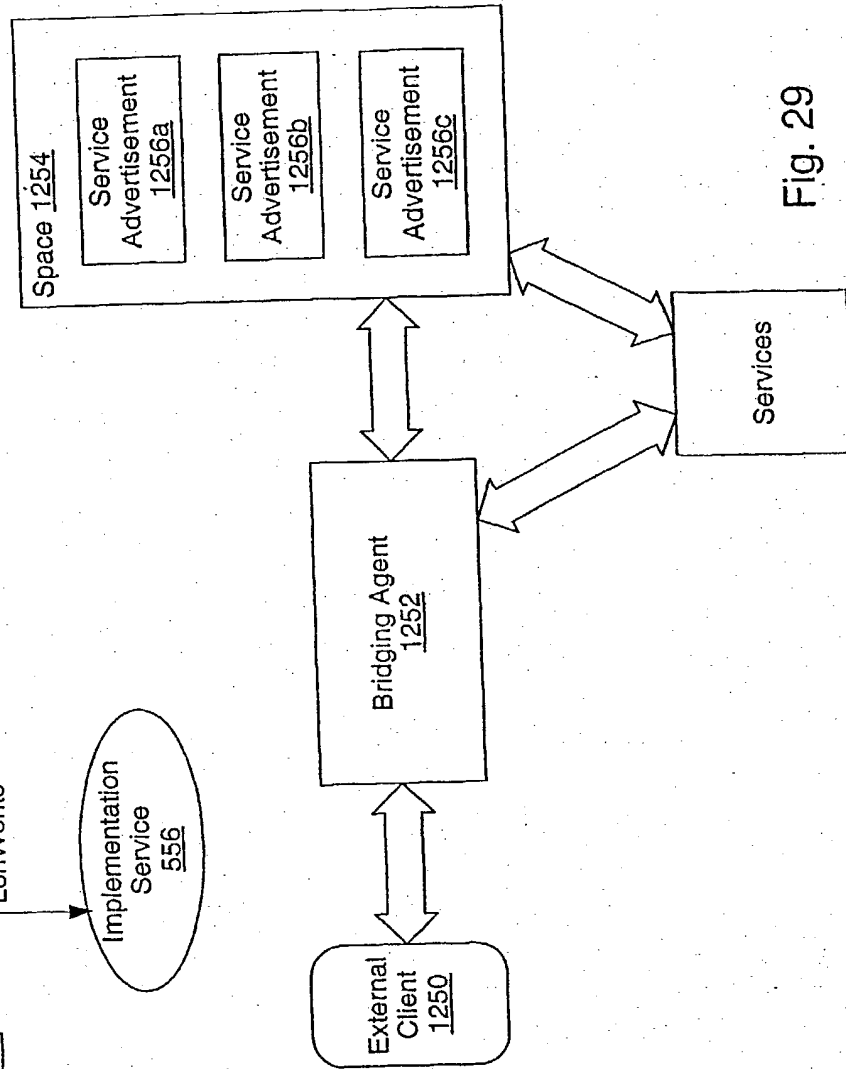 Implementation
Service
556
External
Client
1250
Bridging Agent
1252
Space 1254
Service
Advertisement
1256a
Service
Advertisement
1256b
Service
Advertisement
1256c
Services
Fig. 29